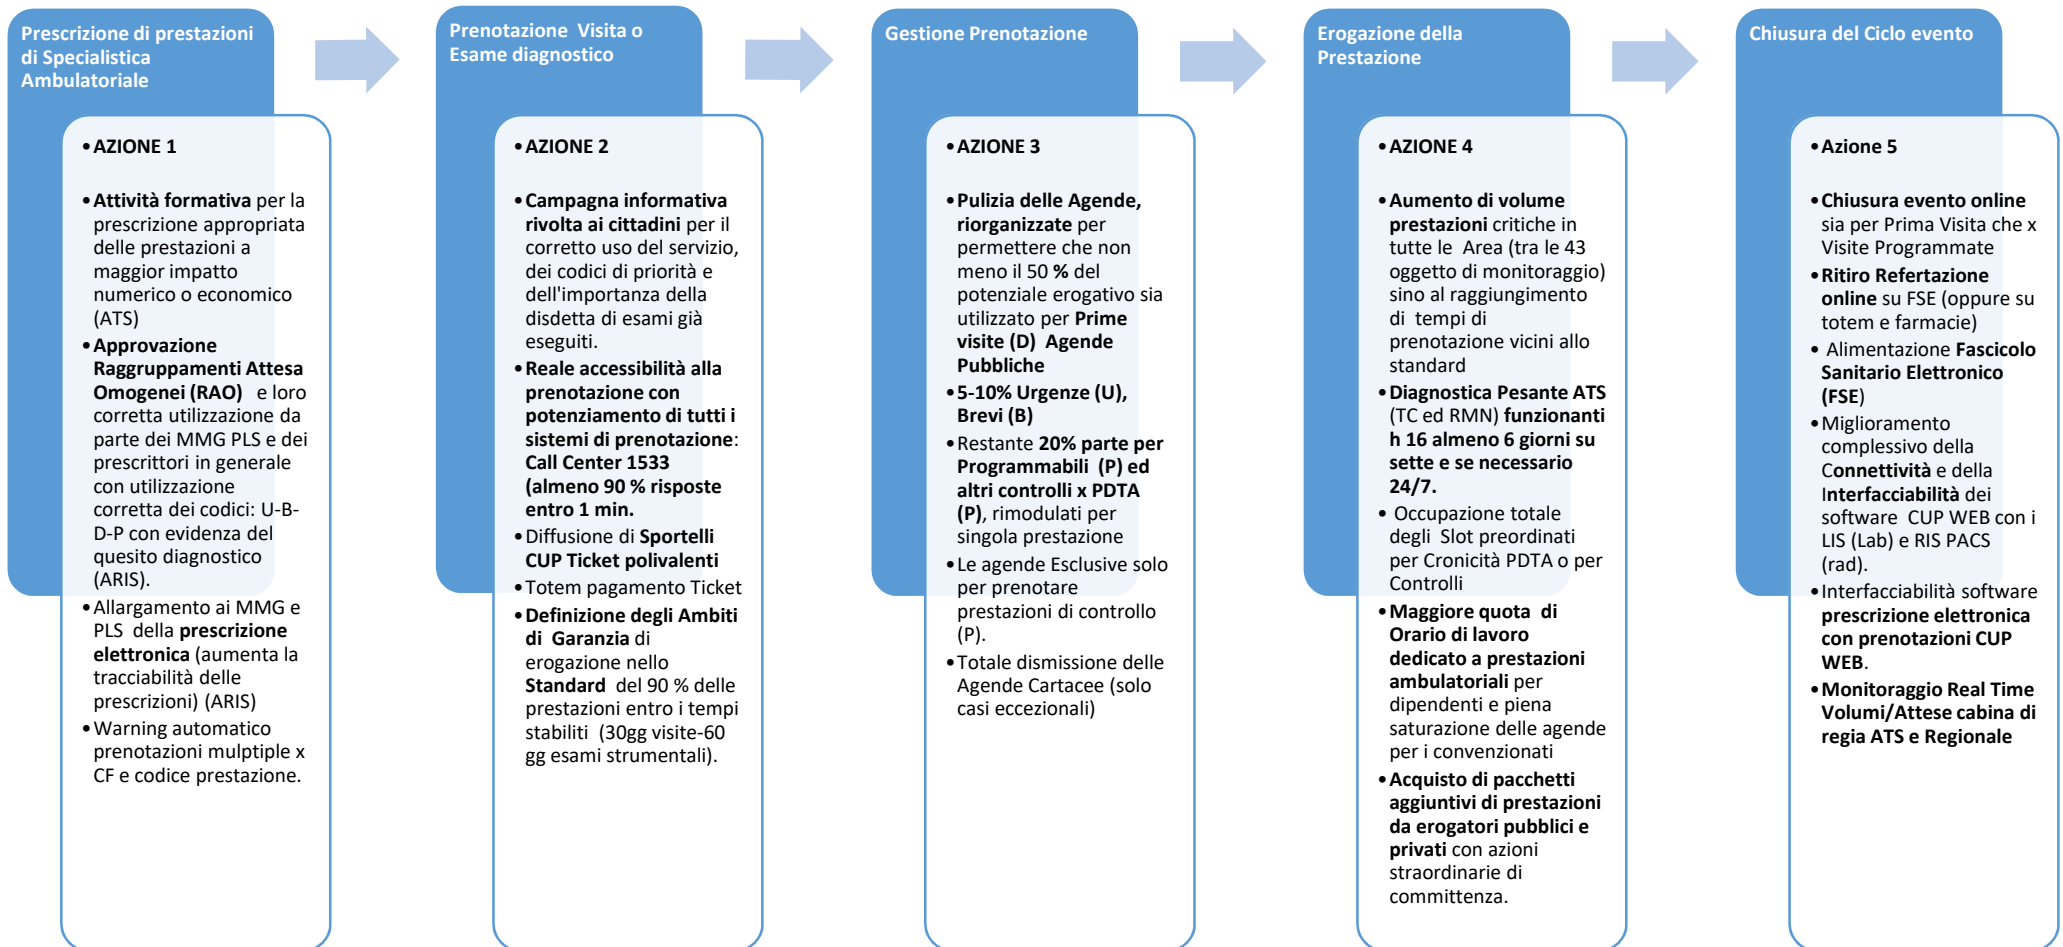 Prescrizione di prestazioni
di Specialistica
Ambulatoriale
•AZIONE 1
•Attività formativa per la
prescrizione appropriata
delle prestazioni a
maggior impatto
numerico o economico
(ATS)
•Approvazione
Raggruppamenti Attesa
Omogenei (RAO) e loro
corretta utilizzazione da
parte dei MMG PLS e dei
prescrittori in generale
con utilizzazione
corretta dei codici: U-B-
D-P con evidenza del
quesito diagnostico
(ARIS).
•Allargamento ai MMG e
PLS della prescrizione
elettronica (aumenta la
tracciabilità delle
prescrizioni) (ARIS)
•Warning automatico
prenotazioni mulptiple x
CF e codice prestazione.
Prenotazione Visita o
Esame diagnostico
•AZIONE 2
•Campagna informativa
rivolta ai cittadini per il
corretto uso del servizio,
dei codici di priorità e
dell'importanza della
disdetta di esami già
eseguiti.
•Reale accessibilità alla
prenotazione con
potenziamento di tutti i
sistemi di prenotazione:
Call Center 1533
(almeno 90 % risposte
entro 1 min.
•Diffusione di Sportelli
CUP Ticket polivalenti
•Totem pagamento Ticket
•Definizione degli Ambiti
di Garanzia di
erogazione nello
Standard del 90 % delle
prestazioni entro i tempi
stabiliti (30gg visite-60
gg esami strumentali).
Gestione Prenotazione
•AZIONE 3
•Pulizia delle Agende,
riorganizzate per
permettere che non
meno il 50 % del
potenziale erogativo sia
utilizzato per Prime
visite (D) Agende
Pubbliche
•5-10% Urgenze (U),
Brevi (B)
•Restante 20% parte per
Programmabili (P) ed
altri controlli x PDTA
(P), rimodulati per
singola prestazione
•Le agende Esclusive solo
per prenotare
prestazioni di controllo
(P).
•Totale dismissione delle
Agende Cartacee (solo
casi eccezionali)
Erogazione della
Prestazione
•AZIONE 4
•Aumento di volume
prestazioni critiche in
tutte le Area (tra le 43
oggetto di monitoraggio)
sino al raggiungimento
di tempi di
prenotazione vicini allo
standard
•Diagnostica Pesante ATS
(TC ed RMN) funzionanti
h 16 almeno 6 giorni su
sette e se necessario
24/7.
• Occupazione totale
degli Slot preordinati
per Cronicità PDTA o per
Controlli
•Maggiore quota di
Orario di lavoro
dedicato a prestazioni
ambulatoriali per
dipendenti e piena
saturazione delle agende
per i convenzionati
•Acquisto di pacchetti
aggiuntivi di prestazioni
da erogatori pubblici e
privati con azioni
straordinarie di
committenza.
Chiusura del Ciclo evento
•Azione 5
•Chiusura evento online
sia per Prima Visita che x
Visite Programmate
•Ritiro Refertazione
online su FSE (oppure su
totem e farmacie)
• Alimentazione Fascicolo
Sanitario Elettronico
(FSE)
•Miglioramento
complessivo della
Connettività e della
Interfacciabilità dei
software CUP WEB con i
LIS (Lab) e RIS PACS
(rad).
•Interfacciabilità software
prescrizione elettronica
con prenotazioni CUP
WEB.
•Monitoraggio Real Time
Volumi/Attese cabina di
regia ATS e Regionale